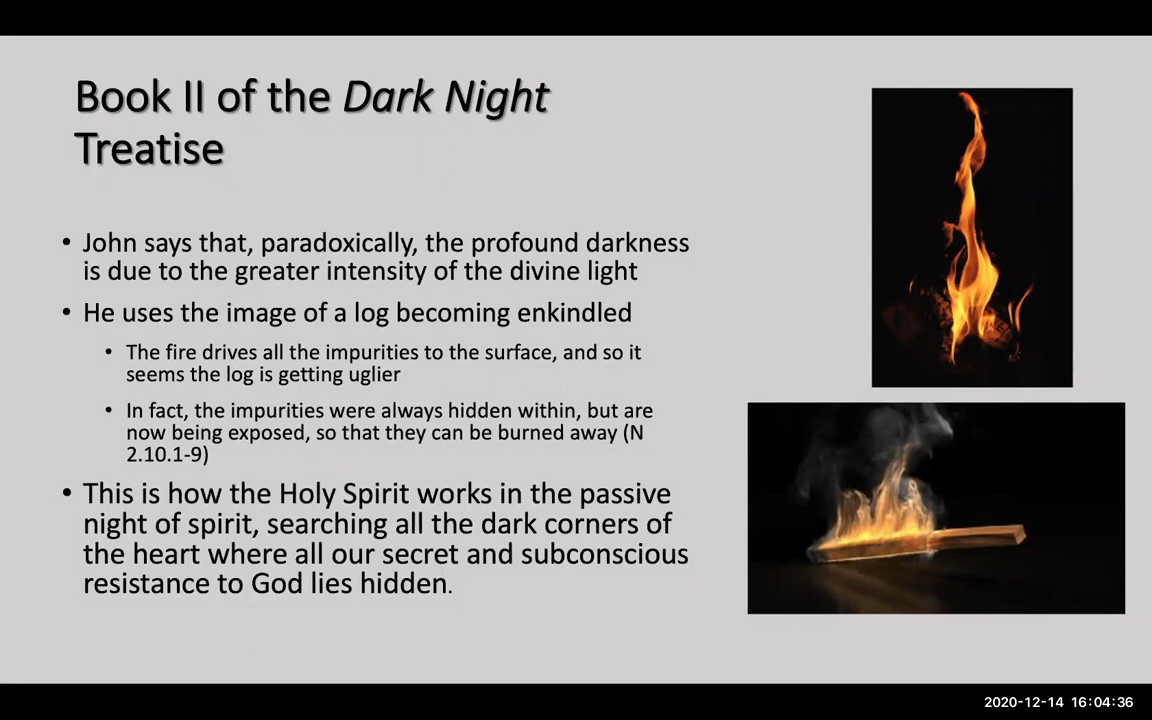 Book II of the Dark Night
Treatise
• John says that, paradoxically, the profound darkness
is due to the greater intensity of the divine light
• He uses the image of a log becoming enkindled
• The fire drives all the impurities to the surface, and so it
seems the log is getting uglier
• In fact, the impurities were always hidden within, but are
now being exposed, so that they can be burned away (N
2.10.1-9)
• This is how the Holy Spirit works in the passive
night of spirit, searching all the dark corners of
the heart where all our secret and subconscious
resistance to God lies hidden.
2020-12-14 16:04:36